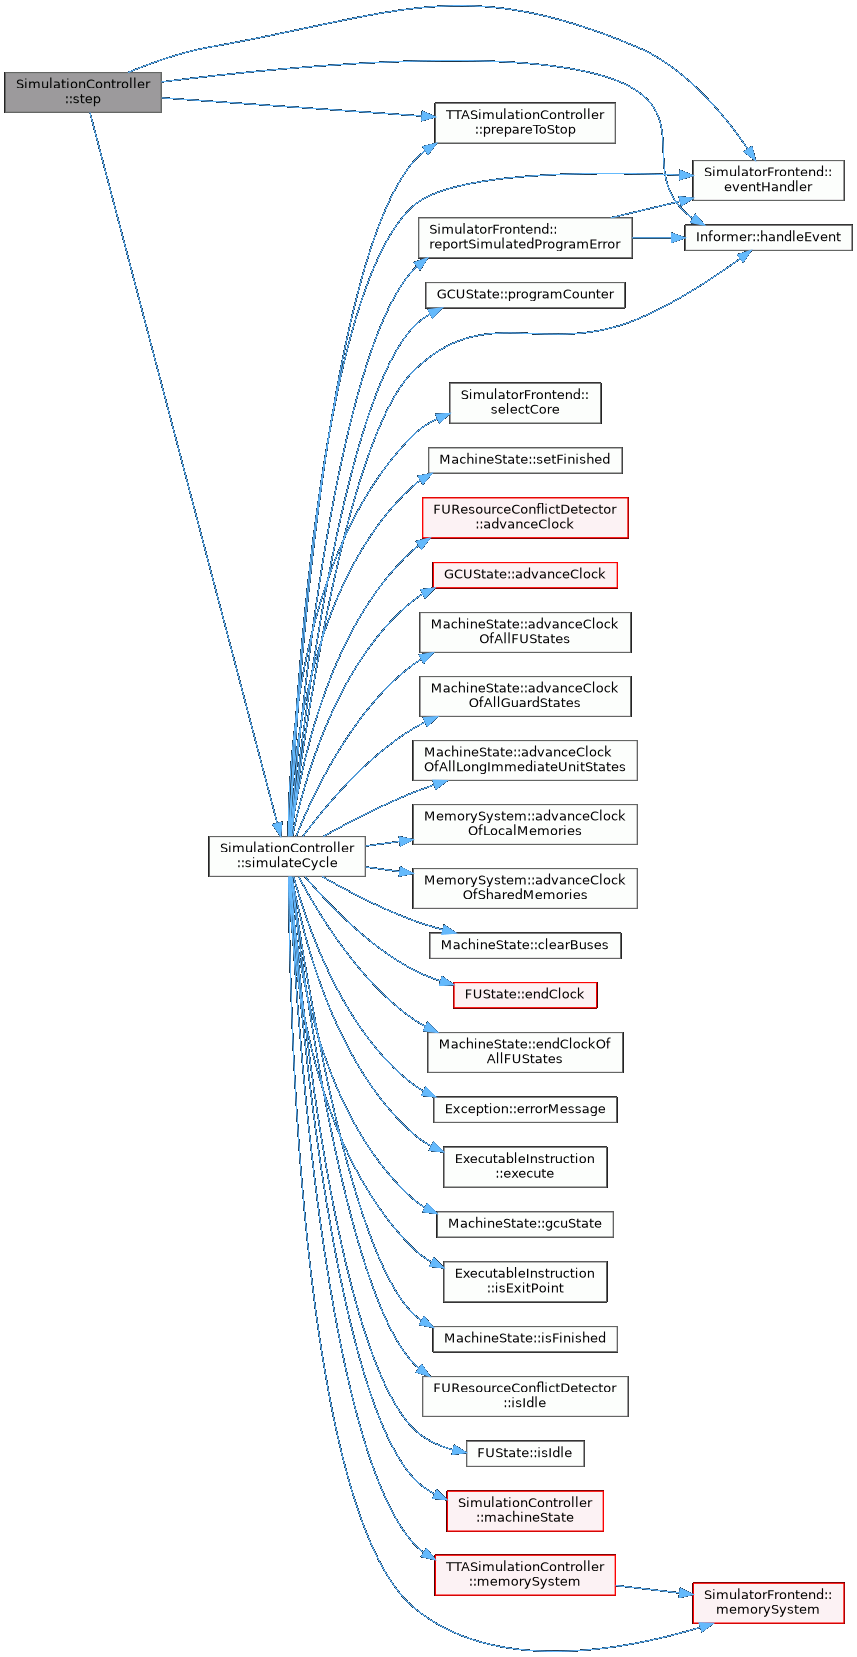 SimulationController
::step
TTASimulationController
::prepareToStop
SimulatorFrontend::
eventHandler
SimulatorFrontend::
reportSimulatedProgramError
Informer::handleEvent
GCUState::programCounter
SimulatorFrontend::
selectCore
MachineState::setFinished
FUResourceConflictDetector
::advanceClock
GCUState::advanceClock
MachineState::advanceClock
OfAllFUStates
MachineState::advanceClock
OfAllGuardStates
MachineState::advanceClock
OfAllLongImmediateUnitStates
MemorySystem::advanceClock
OfLocalMemories
SimulationController
::simulateCycle
MemorySystem::advanceClock
OfSharedMemories
MachineState::clearBuses
FUState::endClock
MachineState::endClockOf
AllFUStates
Exception::errorMessage
ExecutableInstruction
::execute
MachineState::gcuState
ExecutableInstruction
::isExitPoint
MachineState::isFinished
FUResourceConflictDetector
::isIdle
FUState::isIdle
SimulationController
::machineState
TTASimulationController
::memorySystem
SimulatorFrontend::
memorySystem